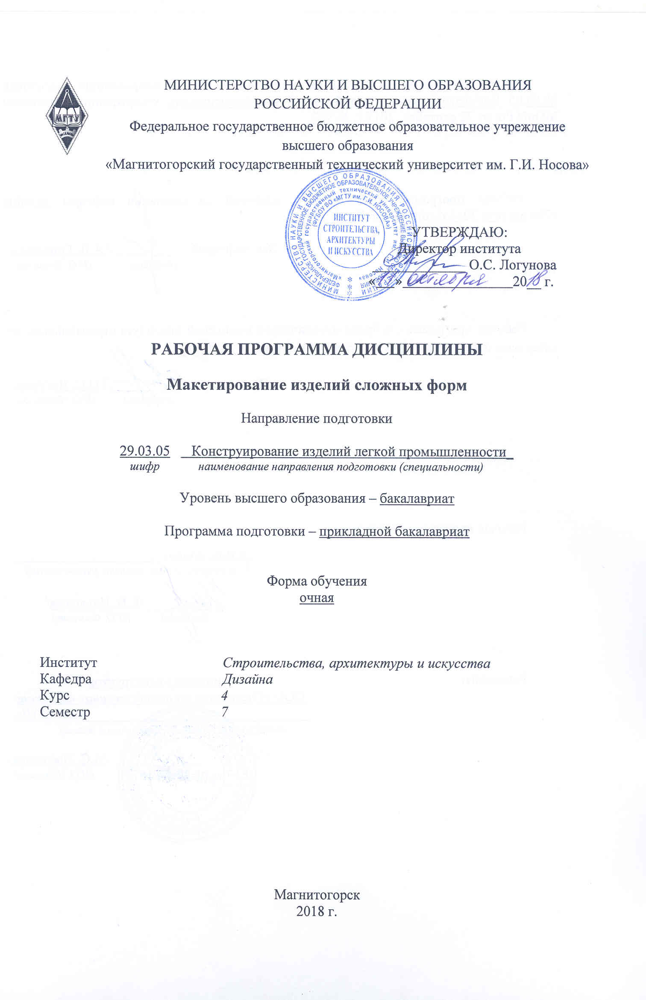 МИНИСТЕРСТВО НАУКИ И ВЫСШЕГО ОБРАЗОВАНИЯ
РОССИЙСКОЙ ФЕДЕРАЦИИ
Федеральное государственное бюджетное образовательное учреждение
высшего образования
«Магнитогорский государственный технический университет им. Г.И. Носова»
МГТУ
МИНИСТЕРСТВО НАУКИ И ВЫСШЕГО ОБРАЗОВАНИЯ РОССИЙСКОЙ ФЕДЕРАЦИИ
ФЕДЕРАЛЬНОЕ ГОСУДАРСТВЕННОЕ БЮДЖЕТНОЕ ОБРАЗОВАТЕЛЬНОЕ УЧРЕЖДЕНИЕ ВЫСШЕГО ОБРАЗОВАНИЯ
«Магнитогорский государственный технический университет им. Г.И. Носова»
(ФГБОУ ВО «МГТУ им. Г.И. НОСОВА»)
ИНСТИТУТ
СТРОИТЕЛЬСТВА,
АРХИТЕКТУРЫ
И ИСКУССТВА
УТВЕРЖДАЮ:
Директор института
О.С. Логунова
« » октября 2018 г.
РАБОЧАЯ ПРОГРАММА ДИСЦИПЛИНЫ
Макетирование изделий сложных форм
Направление подготовки
29.03.05 Конструирование изделий легкой промышленности
шифр наименование направления подготовки (специальности)
Уровень высшего образования – бакалавриат
Программа подготовки – прикладной бакалавриат
Форма обучения
очная
Институт Строительства, архитектуры и искусства
Кафедра Дизайна
Курс 4
Семестр 7
Магнитогорск
2018 г.